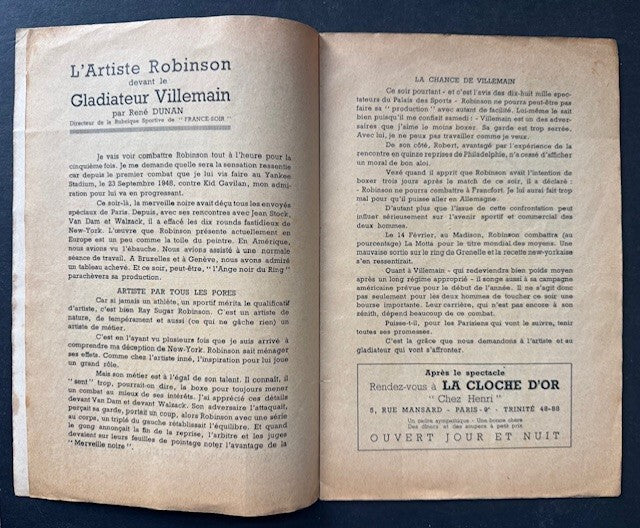 L'Artiste Robinson
devant le
Gladiateur Villemain
par René DUNAN
Directeur de la Rubrique Sportive de " FRANCE-SOIR "
Je vais voir combattre Robinson tout à l'heure pour la
cinquième fois. Je me demande quelle sera la sensation ressentie
car depuis le premier combat que je lui vis faire au Yankee
Stadium, le 23 Septembre 1948, contre Kid Gavilan, mon admi-
ration pour lui va en progressant.
Ce soir-là, la merveille noire avait déçu tous les envoyés
spéciaux de Paris. Depuis, avec ses rencontres avec Jean Stock,
Van Dam et Walzack, il a effacé les dix rounds fastidieux de
New-York. L'œuvre que Robinson présente actuellement en
Europe est un peu comme la toile du peintre. En Amérique,
nous avions vu l'ébauche. Nous avions assisté à une normale
séance de travail. A Bruxelles et à Genève, nous avons admiré
un tableau achevé. Et ce soir, peut-être, "l'Ange noir du Ring"
parachèvera sa production.
ARTISTE PAR TOUS LES PORES
Car si jamais un athlète, un sportif mérita le qualificatif
d'artiste, c'est bien Ray Sugar Robinson. C'est un artiste de
nature, de tempérament et aussi (ce qui ne gâche rien) un
artiste de métier.
C'est en l'ayant vu plusieurs fois que je suis arrivé à
comprendre ma déception de New-York. Robinson sait ménager
ses effets. Comme chez l'artiste inné, l'inspiration pour lui joue
un grand rôle.
Mais son métier est à l'égal de son talent. Il connaît, il
"sent" trop, pourrait-on dire, la boxe pour toujours mener
un combat au mieux de ses intérêts. J'ai apprécié ces détails
devant Van Dam et devant Walzack. Son adversaire l'attaquait,
perçait sa garde, portait un coup, alors Robinson avec une série
au corps, un triplé du gauche rétablissait l'équilibre. Et quand
le gong annonçait la fin de la reprise, l'arbitre et les juges
devaient sur leurs feuilles de pointage noter l'avantage de la
"Merveille noire".
LA CHANCE DE VILLEMAIN
Ce soir pourtant - et c'est l'avis des dix-huit mille spec-
tateurs du Palais des Sports - Robinson ne pourra peut-être pas
faire sa " production " avec autant de facilité. Lui-même le sait
bien puisqu'il me confiait samedi : - Villemain est un des adver-
saires que j'aime le moins boxer. Sa garde est trop serrée.
Avec lui, je ne peux pas travailler comme je veux.
De son côté, Robert, avantagé par l'expérience de la
rencontre en quinze reprises de Philadelphie, n'a cessé d'afficher
un moral de bon aloi.
Vexé quand il apprit que Robinson avait l'intention de
boxer trois jours après la match de ce soir, il a déclaré :
- Robinson ne pourra combattre à Francfort. Je lui aurai fait trop
mal pour qu'il puisse aller en Allemagne.
D'autant plus que l'issue de cette confrontation peut
influer sérieusement sur l'avenir sportif et commercial des
deux hommes.
Le 14 Février, au Madison, Robinson combattra (au
pourcentage) La Motta pour le titre mondial des moyens. Une
mauvaise sortie sur le ring de Grenelle et la recette new-yorkaise
s'en ressentirait.
Quant à Villemain - qui redeviendra bien poids moyen
après un long régime approprié - il songe aussi à sa campagne
américaine prévue pour le début de l'année. Il ne s'agit donc
pas seulement pour les deux hommes de toucher ce soir une
bourse importante. Leur carrière, qui n'est pas encore à son
zénith, dépend beaucoup de ce combat.
Puisse-t-il, pour les Parisiens qui vont le suivre, tenir
toutes ses promesses.
C'est la grâce que nous demandons à l'artiste et au
gladiateur qui vont s'affronter.
Après le spectacle
Rendez-vous à LA CLOCHE D'OR
" Chez Henri "
5, RUE MANSARD - PARIS-9e - TRINITÉ 48-88
Un cadre sympathique - Une bonne chère
Des dîners et des soupers à petit prix
OUVERT JOUR ET NUIT